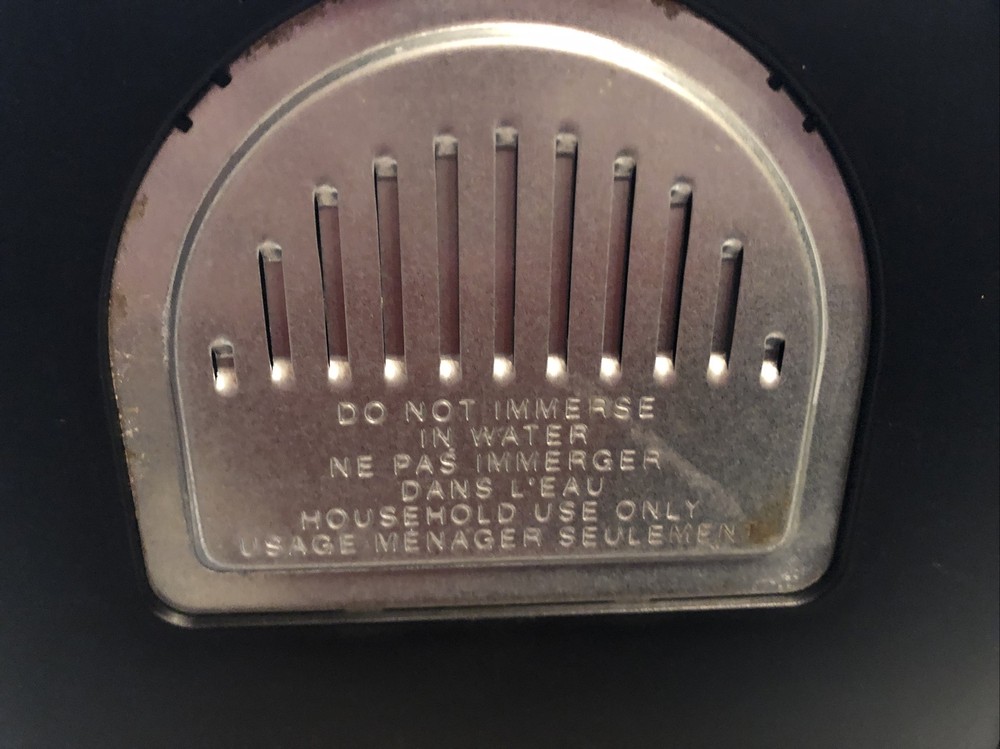 DO NOT IMMERSE
IN WATER
NE PAS IMMERGER
DANS L'EAU
HOUSEHOLD USE ONLY
USAGE MÉNAGER SEULEMENT